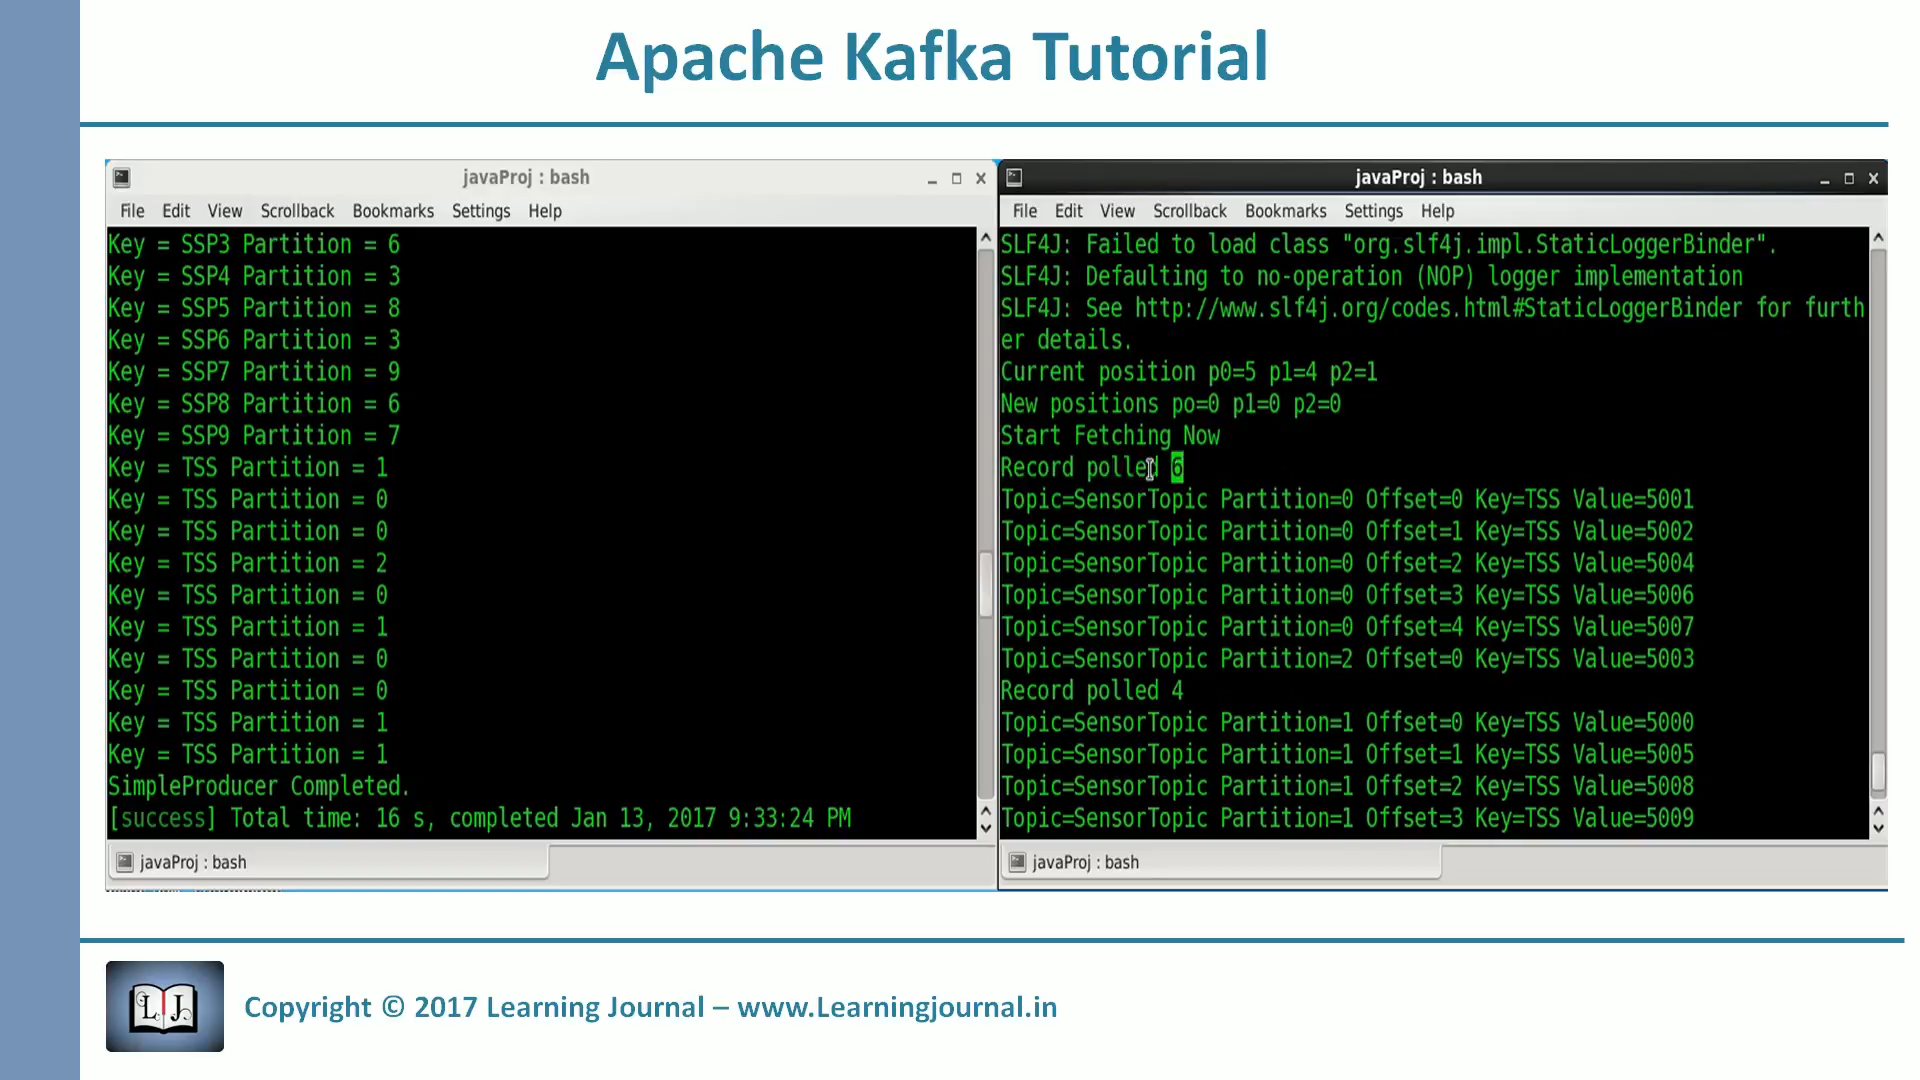 Apache Kafka Tutorial
javaProj : bash
File Edit View Scrollback Bookmarks Settings Help
Key = SSP3 Partition = 6
Key = SSP4 Partition = 3
Key = SSP5 Partition = 8
Key = SSP6 Partition = 3
Key = SSP7 Partition = 9
Key = SSP8 Partition = 6
Key = SSP9 Partition = 7
Key = TSS Partition = 1
Key = TSS Partition = 0
Key = TSS Partition = 0
Key = TSS Partition = 2
Key = TSS Partition = 0
Key = TSS Partition = 1
Key = TSS Partition = 0
Key = TSS Partition = 0
Key = TSS Partition = 1
Key = TSS Partition = 1
SimpleProducer Completed.
[success] Total time: 16 s, completed Jan 13, 2017 9:33:24 PM
javaProj : bash
javaProj : bash
File Edit View Scrollback Bookmarks Settings Help
SLF4J: Failed to load class "org.slf4j.impl.StaticLoggerBinder".
SLF4J: Defaulting to no-operation (NOP) logger implementation
SLF4J: See http://www.slf4j.org/codes.html#StaticLoggerBinder for furth
er details.
Current position p0=5 p1=4 p2=1
New positions po=0 p1=0 p2=0
Start Fetching Now
Record polled 6
Topic=SensorTopic Partition=0 Offset=0 Key=TSS Value=5001
Topic=SensorTopic Partition=0 Offset=1 Key=TSS Value=5002
Topic=SensorTopic Partition=0 Offset=2 Key=TSS Value=5004
Topic=SensorTopic Partition=0 Offset=3 Key=TSS Value=5006
Topic=SensorTopic Partition=0 Offset=4 Key=TSS Value=5007
Topic=SensorTopic Partition=2 Offset=0 Key=TSS Value=5003
Record polled 4
Topic=SensorTopic Partition=1 Offset=0 Key=TSS Value=5000
Topic=SensorTopic Partition=1 Offset=1 Key=TSS Value=5005
Topic=SensorTopic Partition=1 Offset=2 Key=TSS Value=5008
Topic=SensorTopic Partition=1 Offset=3 Key=TSS Value=5009
javaProj : bash
LJ
Copyright © 2017 Learning Journal – www.Learningjournal.in